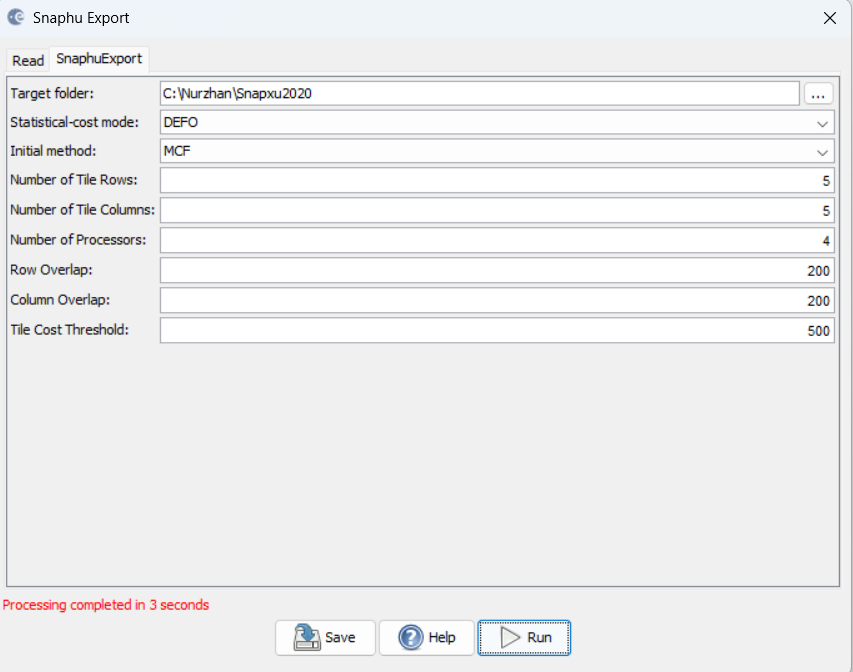 Snaphu Export
Read SnaphuExport
Target folder: C:\Nurzhan\Snapxu2020 ...
Statistical-cost mode: DEFO
Initial method: MCF
Number of Tile Rows: 5
Number of Tile Columns: 5
Number of Processors: 4
Row Overlap: 200
Column Overlap: 200
Tile Cost Threshold: 500
Processing completed in 3 seconds
Save Help Run